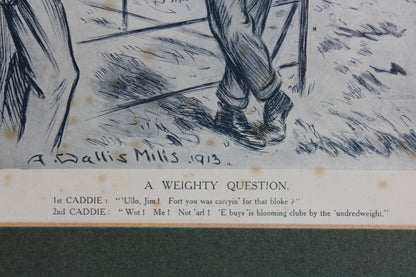 A. Wallis Mills. 1913.
A WEIGHTY QUESTION.
1st CADDIE: "'Ullo, Jim! Fort you was carryin' for that bloke?"
2nd CADDIE: "Wot! Me! Not 'arf! 'E buys 'is blooming clubs by the 'undredweight."